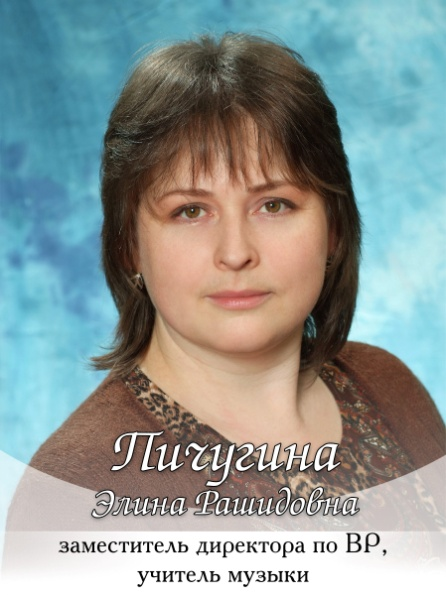 Пичугина
Элина Рашидовна
заместитель директора по ВР,
учитель музыки